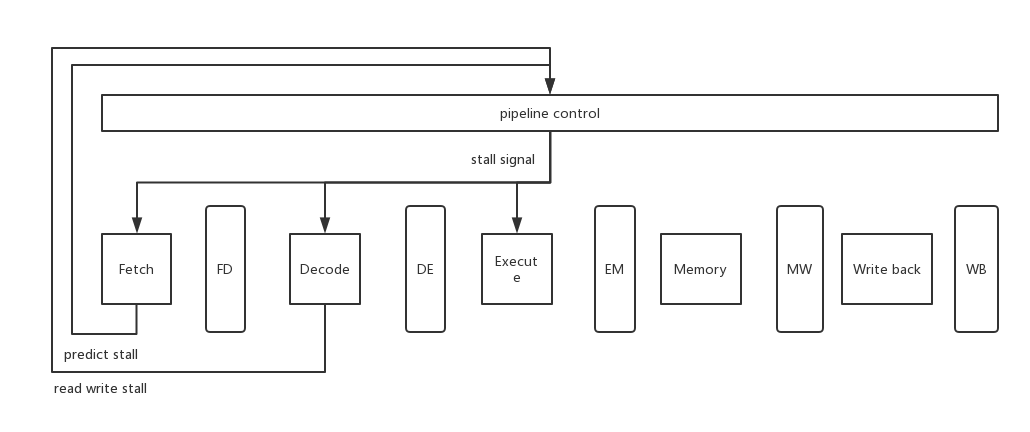 pipeline control
stall signal
Fetch
FD
Decode
DE
Execut
e
EM
Memory
MW
Write back
WB
predict stall
read write stall